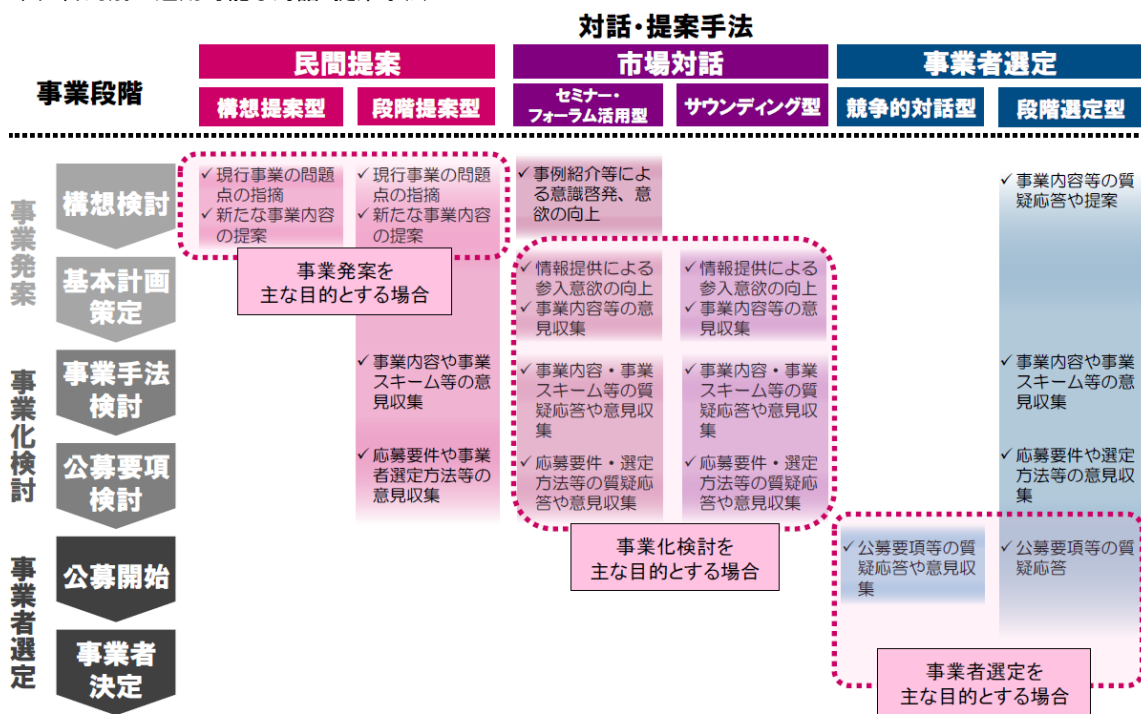 対話・提案手法
民間提案
市場対話
事業者選定
事業段階
構想提案型
段階提案型
セミナー・
フォーラム活用型
サウンディング型
競争的対話型
段階選定型
事業発案
構想検討
✓現行事業の問題
点の指摘
✓新たな事業内容
の提案
✓現行事業の問題
点の指摘
✓新たな事業内容
の提案
✓事例紹介等によ
る意識啓発、意
欲の向上
✓事業内容等の質
疑応答や提案
事業発案を
主な目的とする場合
基本計画
策定
✓情報提供による
参入意欲の向上
✓事業内容等の意
見収集
✓情報提供による
参入意欲の向上
✓事業内容等の意
見収集
事業化検討
事業手法
検討
✓事業内容や事業
スキーム等の意
見収集
✓事業内容・事業
スキーム等の質
疑応答や意見収
集
✓事業内容・事業
スキーム等の質
疑応答や意見収
集
✓事業内容や事業
スキーム等の意
見収集
公募要項
検討
✓応募要件や事業
者選定方法等の
意見収集
✓応募要件・選定
方法等の質疑応
答や意見収集
✓応募要件・選定
方法等の質疑応
答や意見収集
✓応募要件や選定
方法等の意見収
集
事業化検討を
主な目的とする場合
事業者選定
公募開始
✓公募要項等の質
疑応答や意見収
集
✓公募要項等の質
疑応答
事業者
決定
事業者選定を
主な目的とする場合